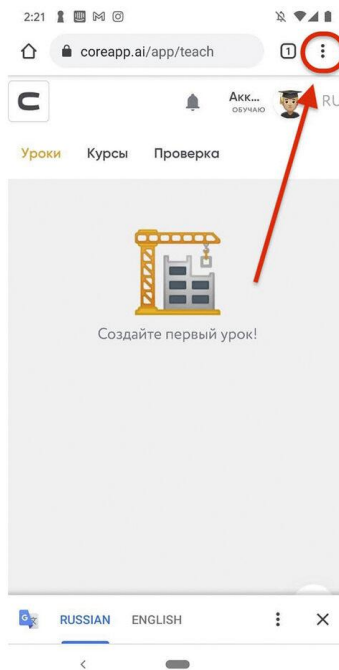 2:21
coreapp.ai/app/teach
1
Акк...
ОБУЧАЮ
RU
Уроки Курсы Проверка
Создайте первый урок!
RUSSIAN ENGLISH